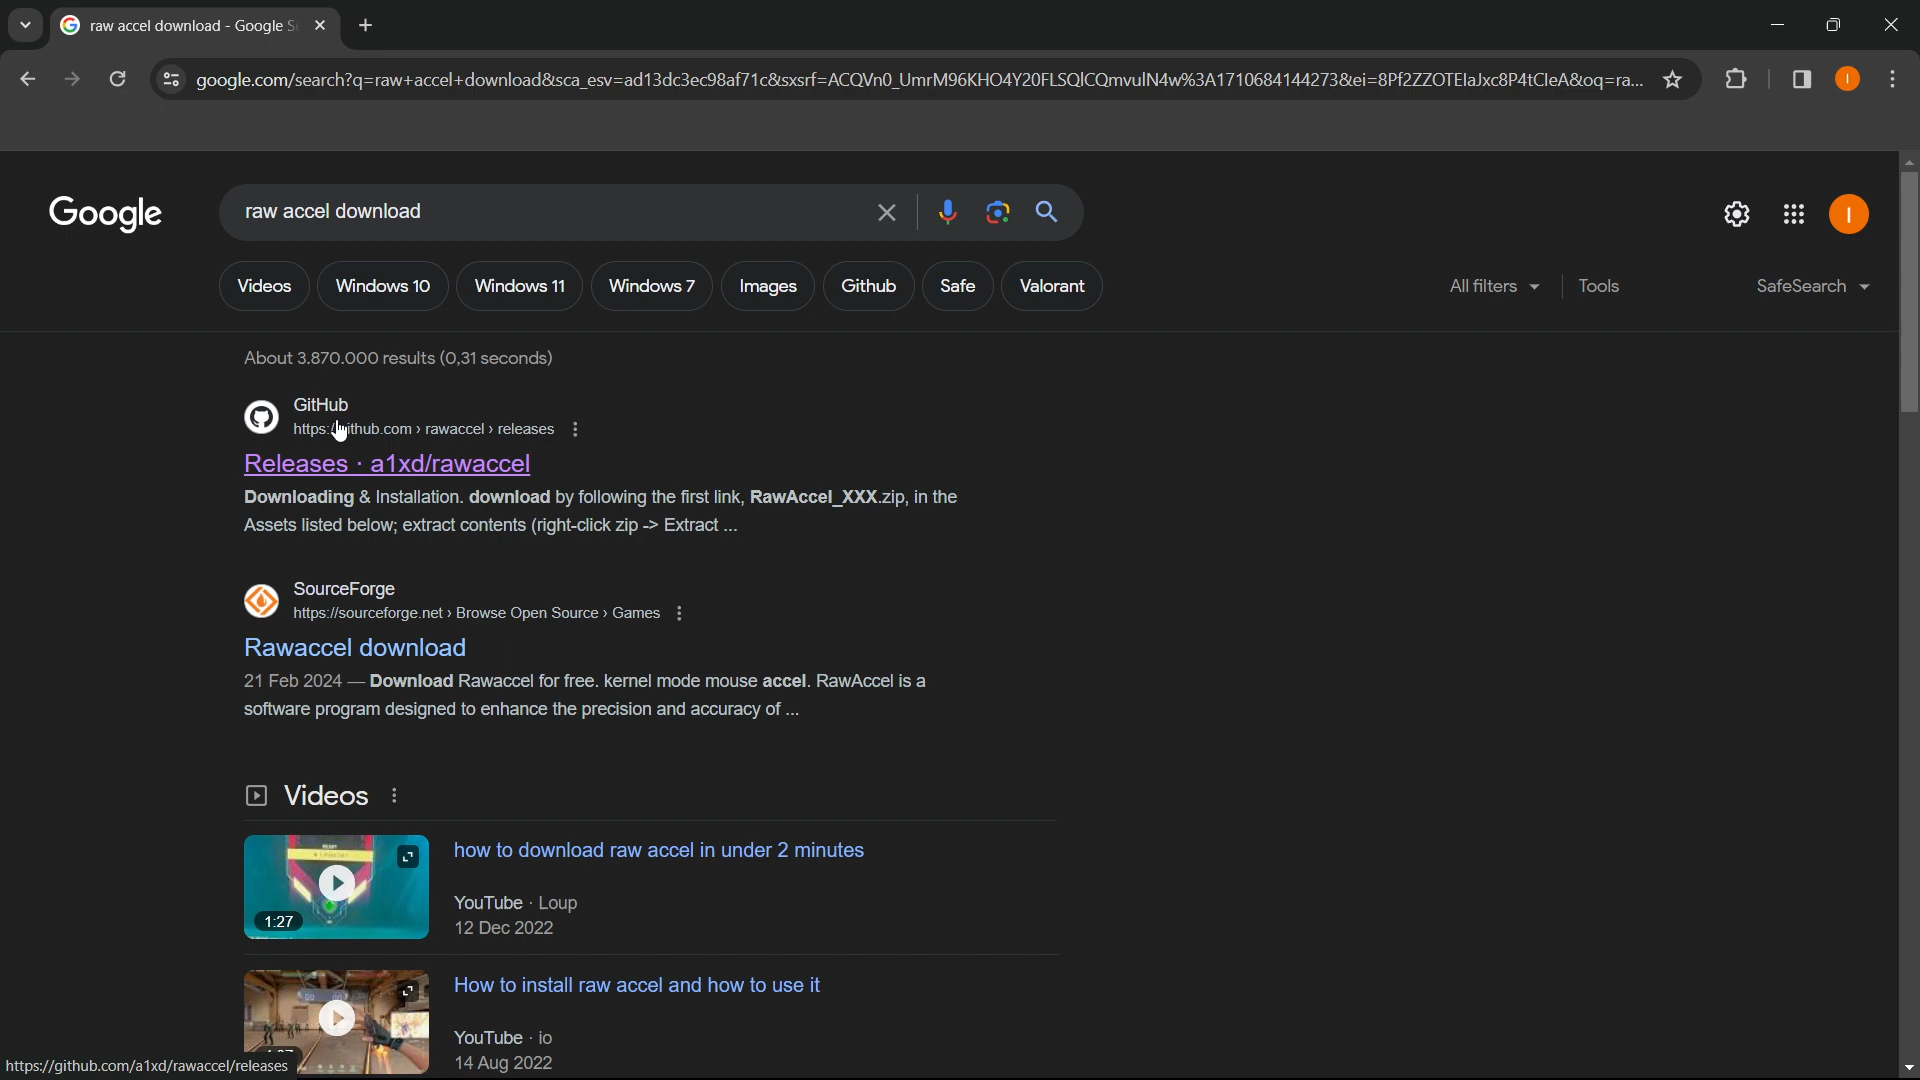 raw accel download - Google S
google.com/search?q=raw+accel+download&sca_esv=ad13dc3ec98af71c&sxsrf=ACQVn0_UmrM96KHO4Y20FLSQlCQmvulN4w%3A1710684144273&ei=8Pf2ZZOTEIaJxc8P4tCIeA&oq=ra...
I
Google
raw accel download
I
Videos
Windows 10
Windows 11
Windows 7
Images
Github
Safe
Valorant
All filters
Tools
SafeSearch
About 3.870.000 results (0,31 seconds)
GitHub
https://github.com › rawaccel › releases
Releases · a1xd/rawaccel
Downloading & Installation. download by following the first link, RawAccel_XXX.zip, in the
Assets listed below; extract contents (right-click zip -> Extract ...
SourceForge
https://sourceforge.net › Browse Open Source › Games
Rawaccel download
21 Feb 2024 — Download Rawaccel for free. kernel mode mouse accel. RawAccel is a
software program designed to enhance the precision and accuracy of ...
Videos
how to download raw accel in under 2 minutes
1:27
YouTube · Loup
12 Dec 2022
How to install raw accel and how to use it
YouTube · io
14 Aug 2022
https://github.com/a1xd/rawaccel/releases